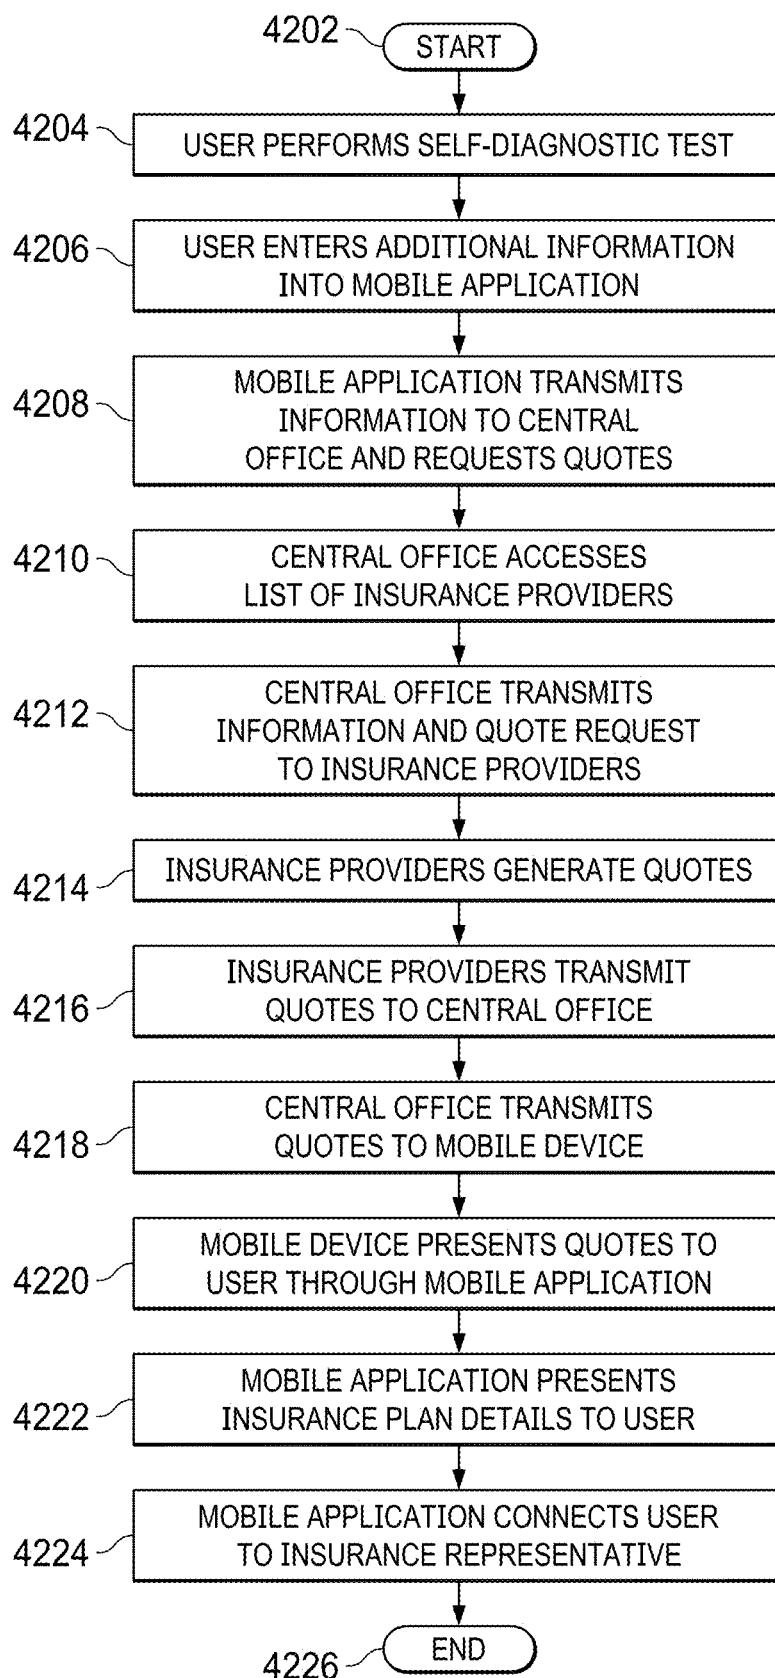 4202
START
4204
USER PERFORMS SELF-DIAGNOSTIC TEST
4206
USER ENTERS ADDITIONAL INFORMATION
INTO MOBILE APPLICATION
4208
MOBILE APPLICATION TRANSMITS
INFORMATION TO CENTRAL
OFFICE AND REQUESTS QUOTES
4210
CENTRAL OFFICE ACCESSES
LIST OF INSURANCE PROVIDERS
4212
CENTRAL OFFICE TRANSMITS
INFORMATION AND QUOTE REQUEST
TO INSURANCE PROVIDERS
4214
INSURANCE PROVIDERS GENERATE QUOTES
4216
INSURANCE PROVIDERS TRANSMIT
QUOTES TO CENTRAL OFFICE
4218
CENTRAL OFFICE TRANSMITS
QUOTES TO MOBILE DEVICE
4220
MOBILE DEVICE PRESENTS QUOTES TO
USER THROUGH MOBILE APPLICATION
4222
MOBILE APPLICATION PRESENTS
INSURANCE PLAN DETAILS TO USER
4224
MOBILE APPLICATION CONNECTS USER
TO INSURANCE REPRESENTATIVE
4226
END